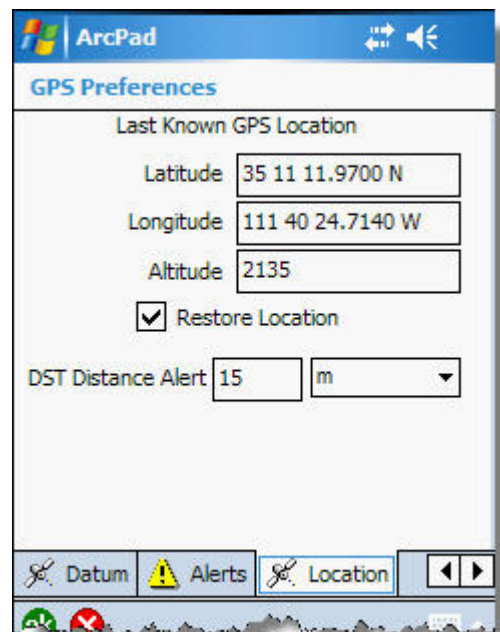 ArcPad
GPS Preferences
Last Known GPS Location
Latitude 35 11 11.9700 N
Longitude 111 40 24.7140 W
Altitude 2135
Restore Location
DST Distance Alert 15 m
Datum Alerts Location